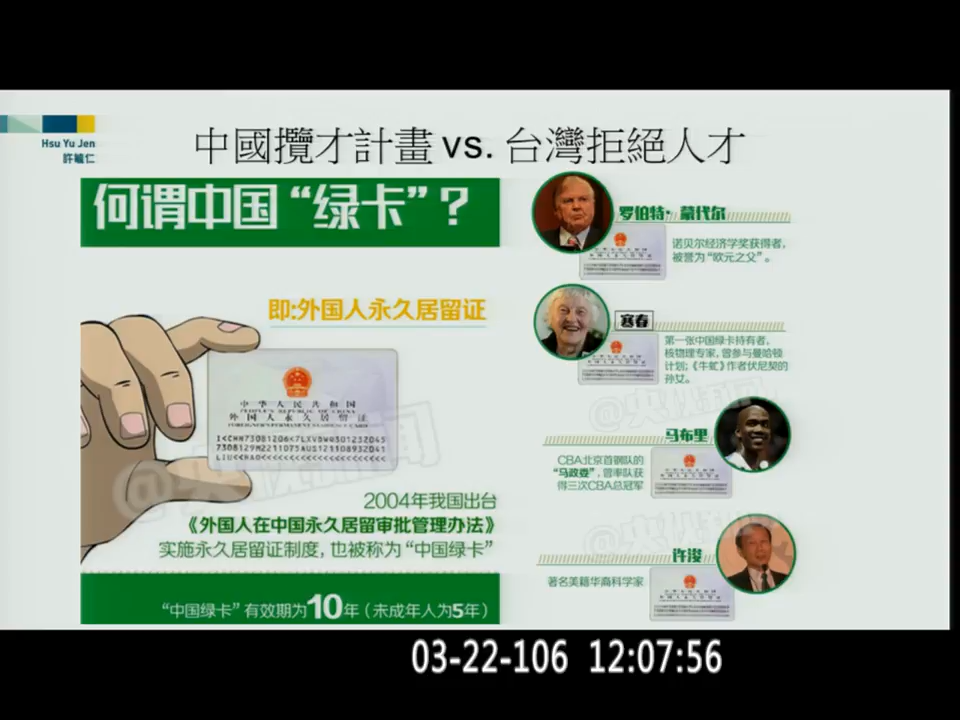 Hsu Yu Jen
許毓仁
中國攬才計畫 vs. 台灣拒絕人才
何谓中国“绿卡”？
即:外国人永久居留证
中华人民共和国
PEOPLE'S REPUBLIC OF CHINA
外国人永久居留证
2004年我国出台
《外国人在中国永久居留审批管理办法》
实施永久居留证制度，也被称为“中国绿卡”
“中国绿卡”有效期为10年（未成年人为5年）
罗伯特·蒙代尔
诺贝尔经济学奖获得者，
被誉为“欧元之父”。
寒春
第一张中国绿卡持有者，
核物理专家，曾参与曼哈顿
计划；《牛虻》作者伏尼契的
孙女。
马布里
CBA北京首钢队的
“马政委”，曾率队获
得三次CBA总冠军
许浚
著名美籍华裔科学家
@央视新闻
03-22-106 12:07:56